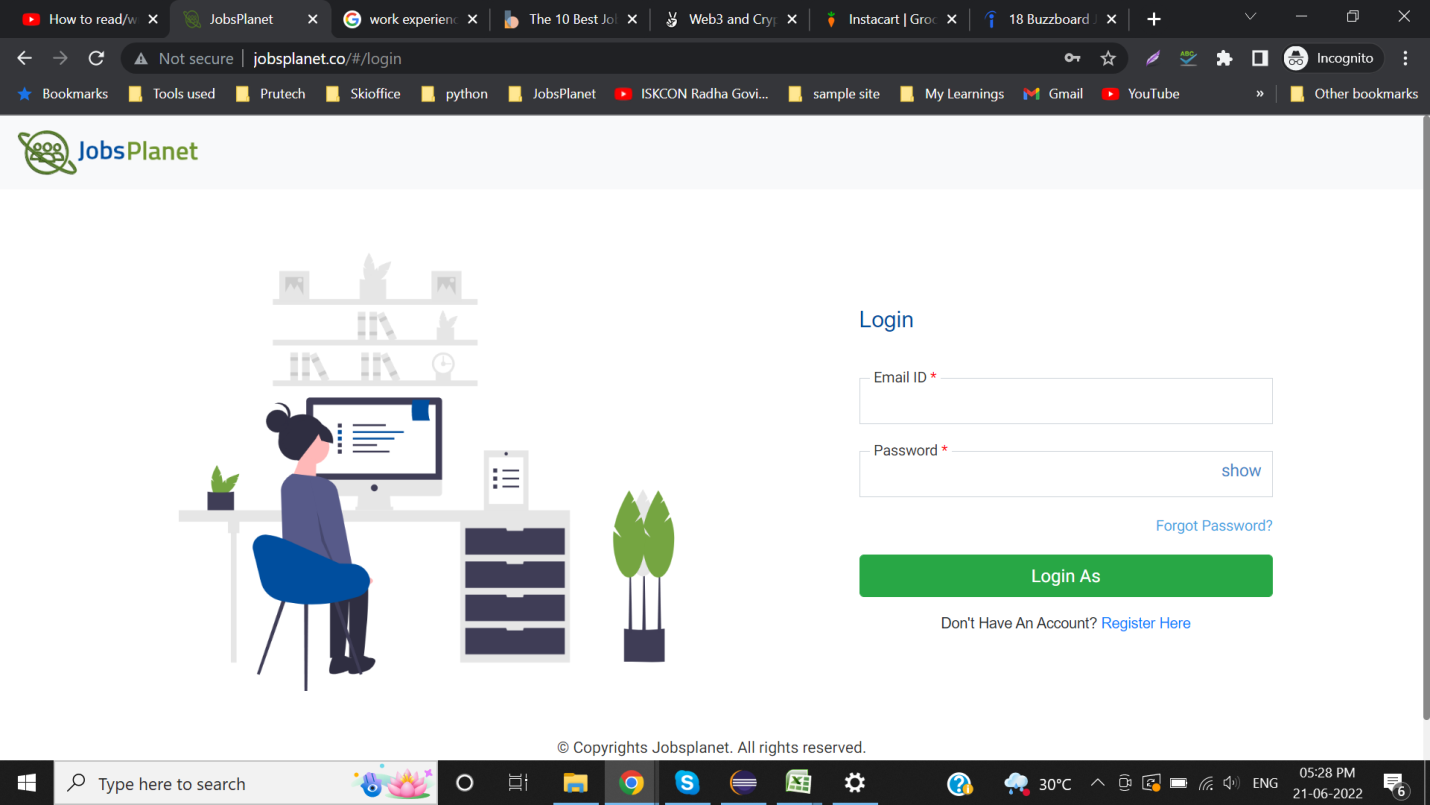 How to read/w
JobsPlanet
work experienc
The 10 Best Jo
Web3 and Cryp
Instacart | Groc
18 Buzzboard J
Not secure
jobsplanet.co/#/login
ABC
Incognito
Bookmarks
Tools used
Prutech
Skioffice
python
JobsPlanet
ISKCON Radha Govi...
sample site
My Learnings
Gmail
YouTube
»
Other bookmarks
JobsPlanet
Login
Email ID *
Password *
show
Forgot Password?
Login As
Don't Have An Account? Register Here
© Copyrights Jobsplanet. All rights reserved.
Type here to search
30°C
ENG
05:28 PM
21-06-2022
6